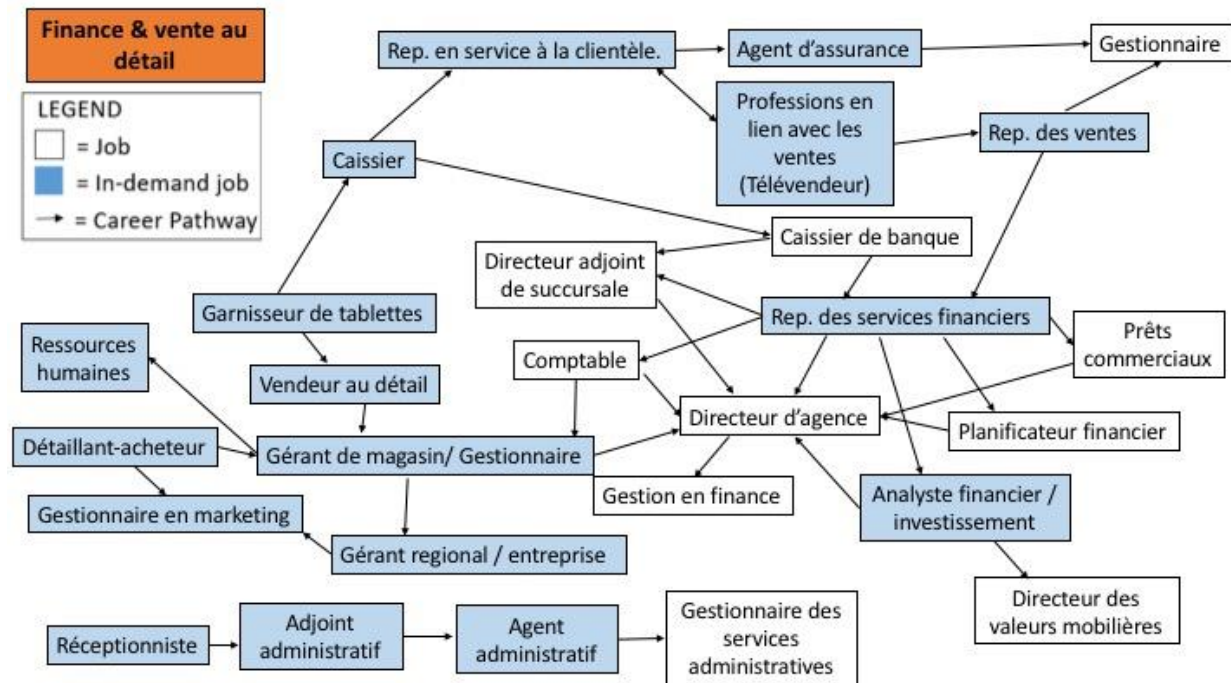 Finance & vente au
détail
LEGEND
= Job
= In-demand job
= Career Pathway
Rep. en service à la clientèle.
Agent d’assurance
Gestionnaire
Professions en
lien avec les
ventes
(Télévendeur)
Rep. des ventes
Caissier
Caissier de banque
Directeur adjoint
de succursale
Garnisseur de tablettes
Rep. des services financiers
Ressources
humaines
Comptable
Prêts
commerciaux
Vendeur au détail
Directeur d’agence
Planificateur financier
Détaillant-acheteur
Gérant de magasin/ Gestionnaire
Gestion en finance
Analyste financier /
investissement
Gestionnaire en marketing
Gérant regional / entreprise
Directeur des
valeurs mobilières
Réceptionniste
Adjoint
administratif
Agent
administratif
Gestionnaire des
services
administratives